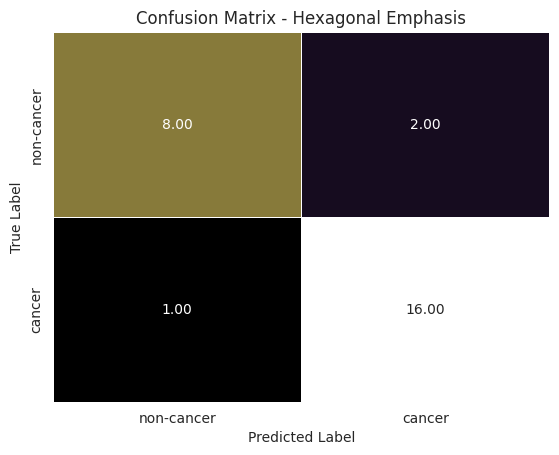 Confusion Matrix - Hexagonal Emphasis
True Label
non-cancer
8.00
2.00
cancer
1.00
16.00
non-cancer
cancer
Predicted Label